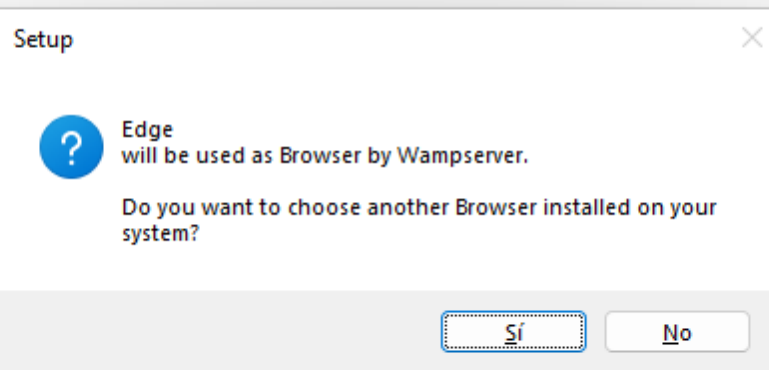 Setup
Edge
will be used as Browser by Wampserver.
Do you want to choose another Browser installed on your
system?
Sí
No